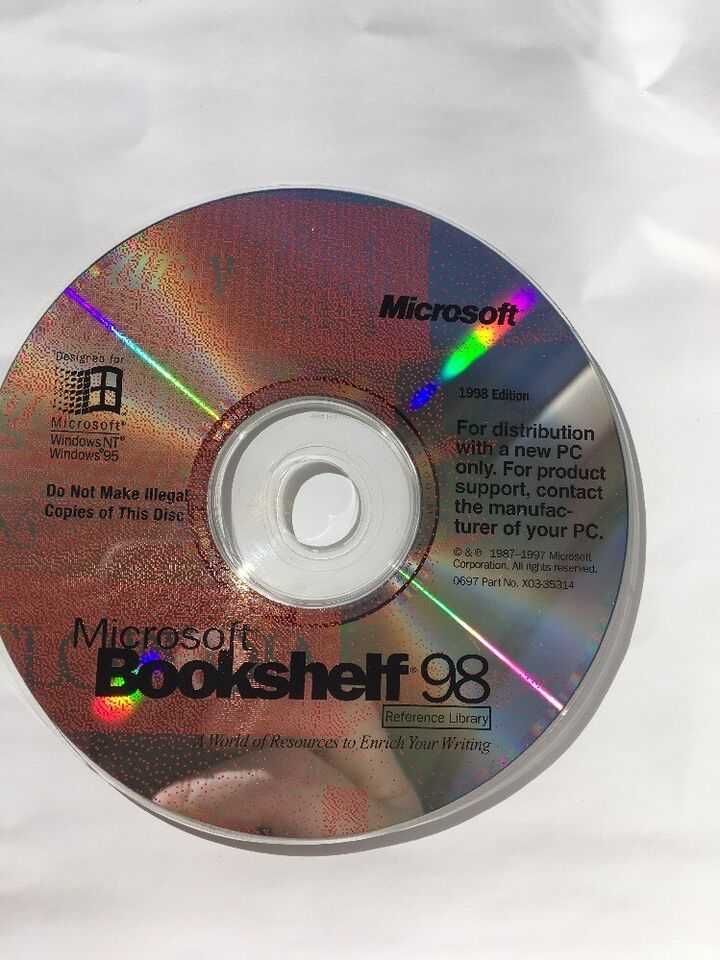 Microsoft
1998 Edition
For distribution
with a new PC
only. For product
support, contact
the manufac-
turer of your PC.
© & ℗ 1987-1997 Microsoft
Corporation. All rights reserved.
0697 Part No. X03-35314
Designed for
Microsoft®
Windows NT®
Windows®95
Do Not Make Illegal
Copies of This Disc
Microsoft
Bookshelf® 98
Reference Library
A World of Resources to Enrich Your Writing